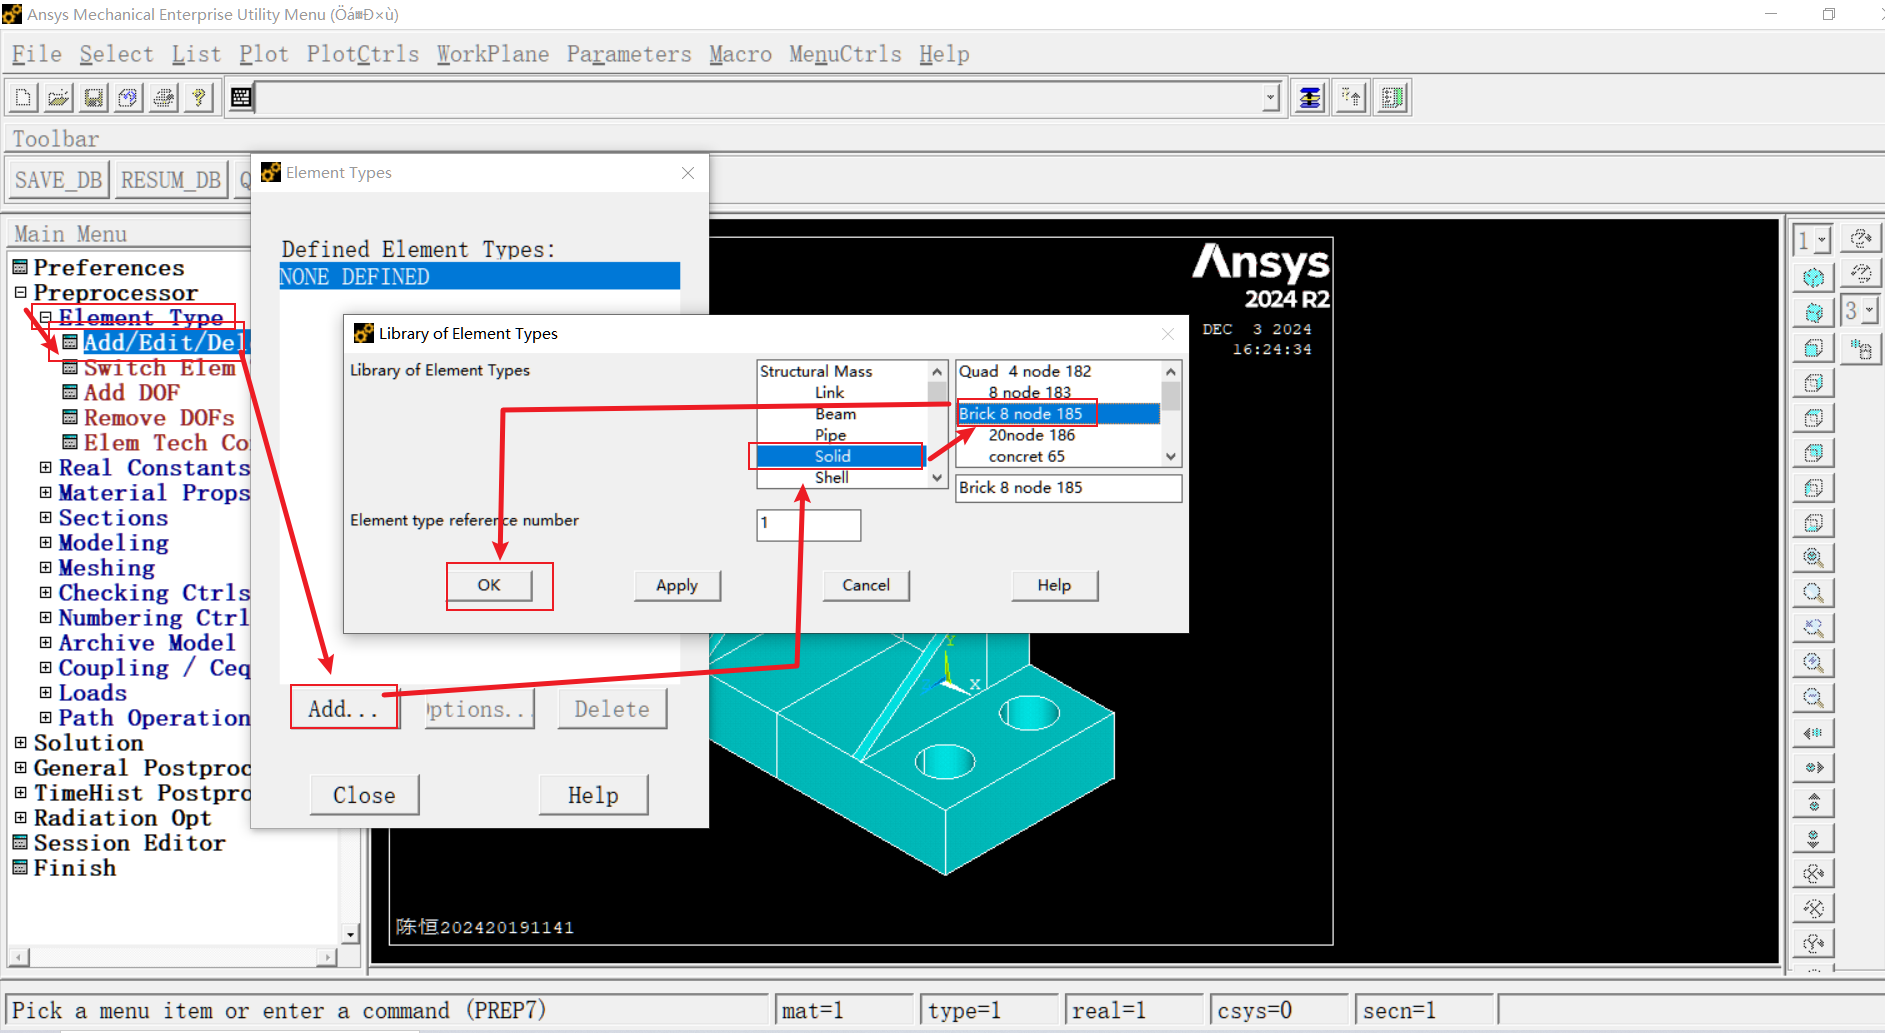 Ansys Mechanical Enterprise Utility Menu (Öá¤Ð×ù)
File Select List Plot PlotCtrls WorkPlane Parameters Macro MenuCtrls Help
Toolbar
SAVE_DB RESUM_DB Q
Main Menu
Preferences
Preprocessor
Element Type
Add/Edit/Del
Switch Elem
Add DOF
Remove DOFs
Elem Tech Co
Real Constants
Material Props
Sections
Modeling
Meshing
Checking Ctrls
Numbering Ctrl
Archive Model
Coupling / Ceq
Loads
Path Operation
Solution
General Postproc
TimeHist Postpro
Radiation Opt
Session Editor
Finish
Element Types
Defined Element Types:
NONE DEFINED
Add... ptions... Delete
Close Help
Library of Element Types
Library of Element Types
Structural Mass
Link
Beam
Pipe
Solid
Shell
Quad 4 node 182
8 node 183
Brick 8 node 185
20node 186
concret 65
Brick 8 node 185
Element type reference number
1
OK Apply Cancel Help
Ansys
2024 R2
DEC 3 2024
16:24:34
Y
X
陈恒202420191141
1
3
Pick a menu item or enter a command (PREP7) mat=1 type=1 real=1 csys=0 secn=1